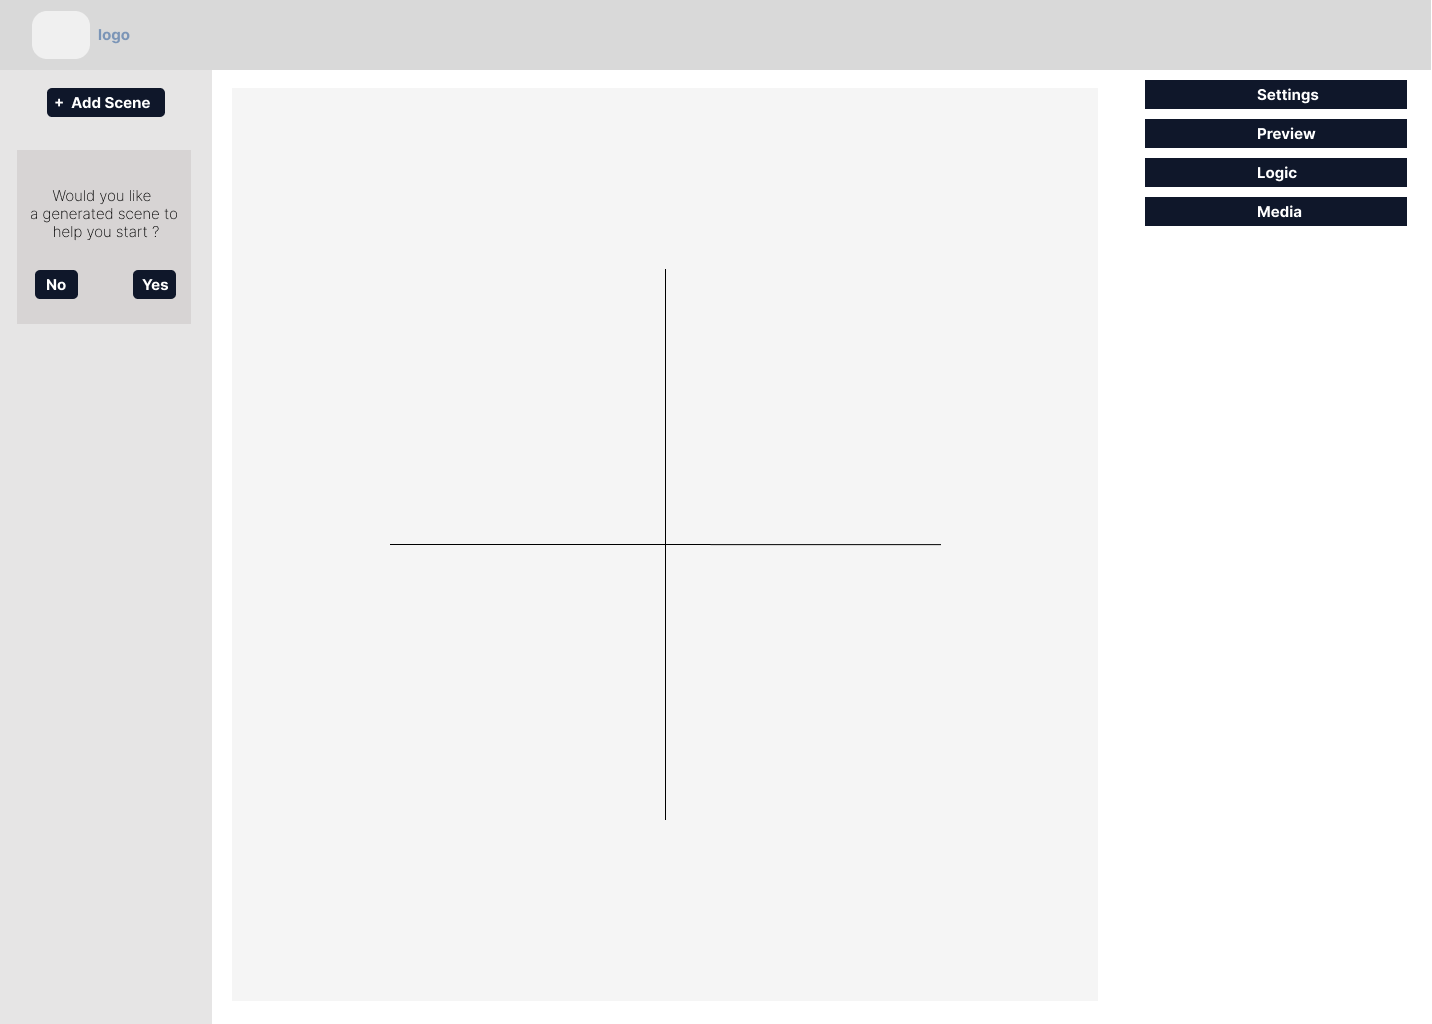 logo
+ Add Scene
Would you like
a generated scene to
help you start ?
No
Yes
Settings
Preview
Logic
Media